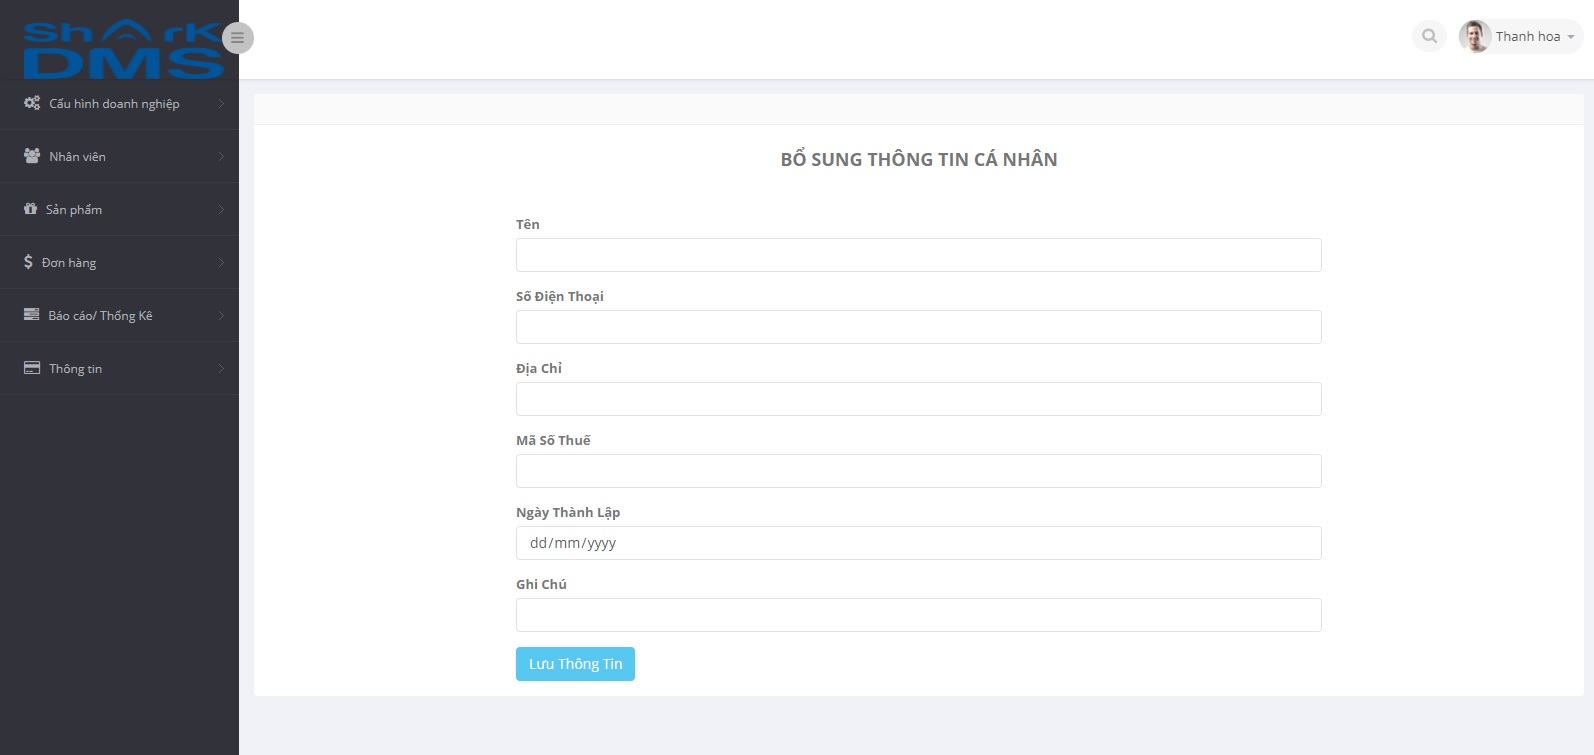 Shark
DMS
Thanh hoa
Cấu hình doanh nghiệp
Nhân viên
Sản phẩm
Đơn hàng
Báo cáo/ Thống Kê
Thông tin
BỔ SUNG THÔNG TIN CÁ NHÂN
Tên
Số Điện Thoại
Địa Chỉ
Mã Số Thuế
Ngày Thành Lập
dd/mm/yyyy
Ghi Chú
Lưu Thông Tin